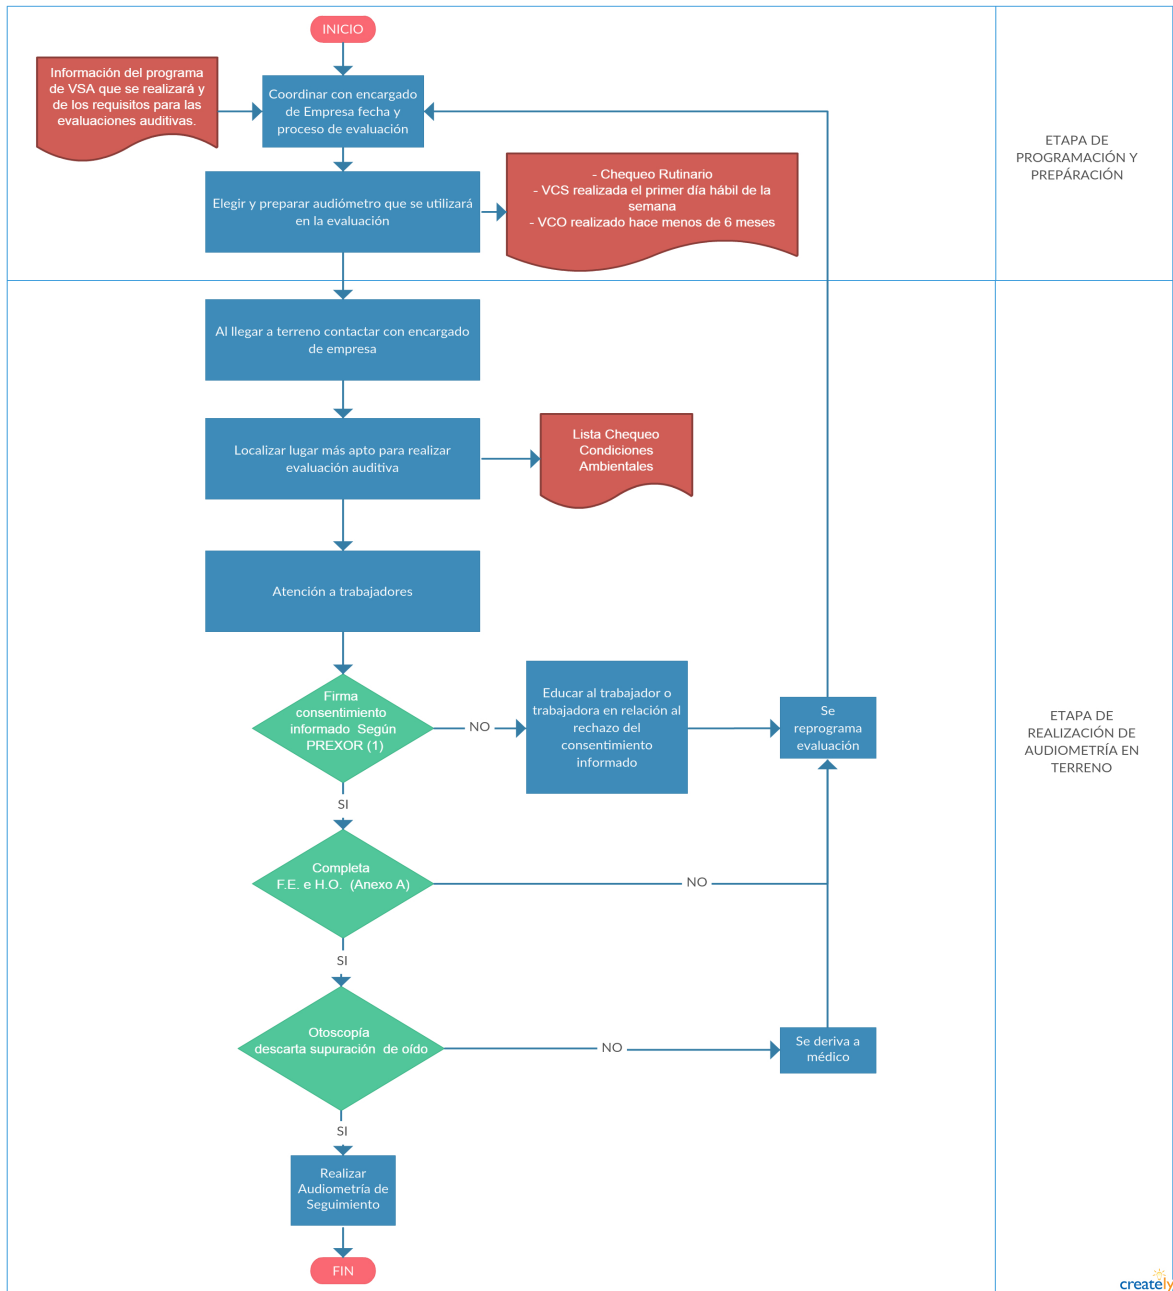 INICIO
Información del programa
de VSA que se realizará y
de los requisitos para las
evaluaciones auditivas.
Coordinar con encargado
de Empresa fecha y
proceso de evaluación
ETAPA DE
PROGRAMACIÓN Y
PREPÁRACIÓN
Elegir y preparar audiómetro que se utilizará
en la evaluación
- Chequeo Rutinario
- VCS realizada el primer día hábil de la
semana
- VCO realizado hace menos de 6 meses
Al llegar a terreno contactar con encargado
de empresa
Localizar lugar más apto para realizar
evaluación auditiva
Lista Chequeo
Condiciones
Ambientales
Atención a trabajadores
Firma
consentimiento
informado Según
PREXOR (1)
NO
Educar al trabajador o
trabajadora en relación al
rechazo del
consentimiento
informado
Se
reprograma
evaluación
ETAPA DE
REALIZACIÓN DE
AUDIOMETRÍA EN
TERRENO
SI
Completa
F.E. e H.O. (Anexo A)
NO
SI
Otoscopía
descarta supuración de oído
NO
Se deriva a
médico
SI
Realizar
Audiometría de
Seguimiento
FIN
creately